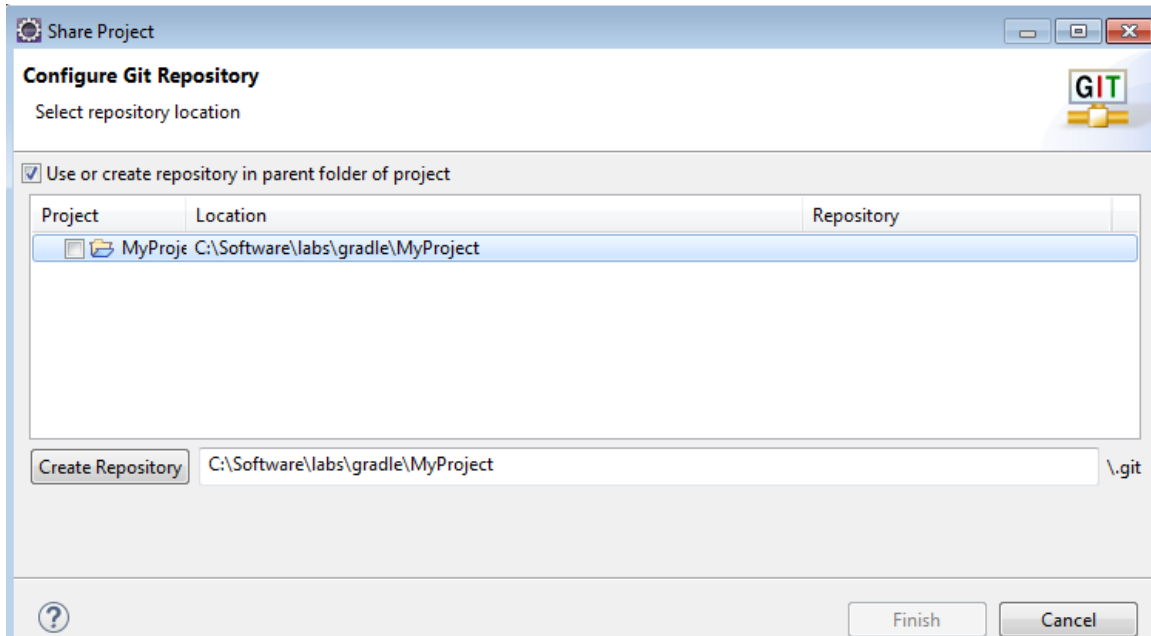 Share Project
Configure Git Repository
Select repository location
GIT
Use or create repository in parent folder of project
Project Location Repository
MyProje C:\Software\labs\gradle\MyProject
Create Repository C:\Software\labs\gradle\MyProject \.git
? Finish Cancel